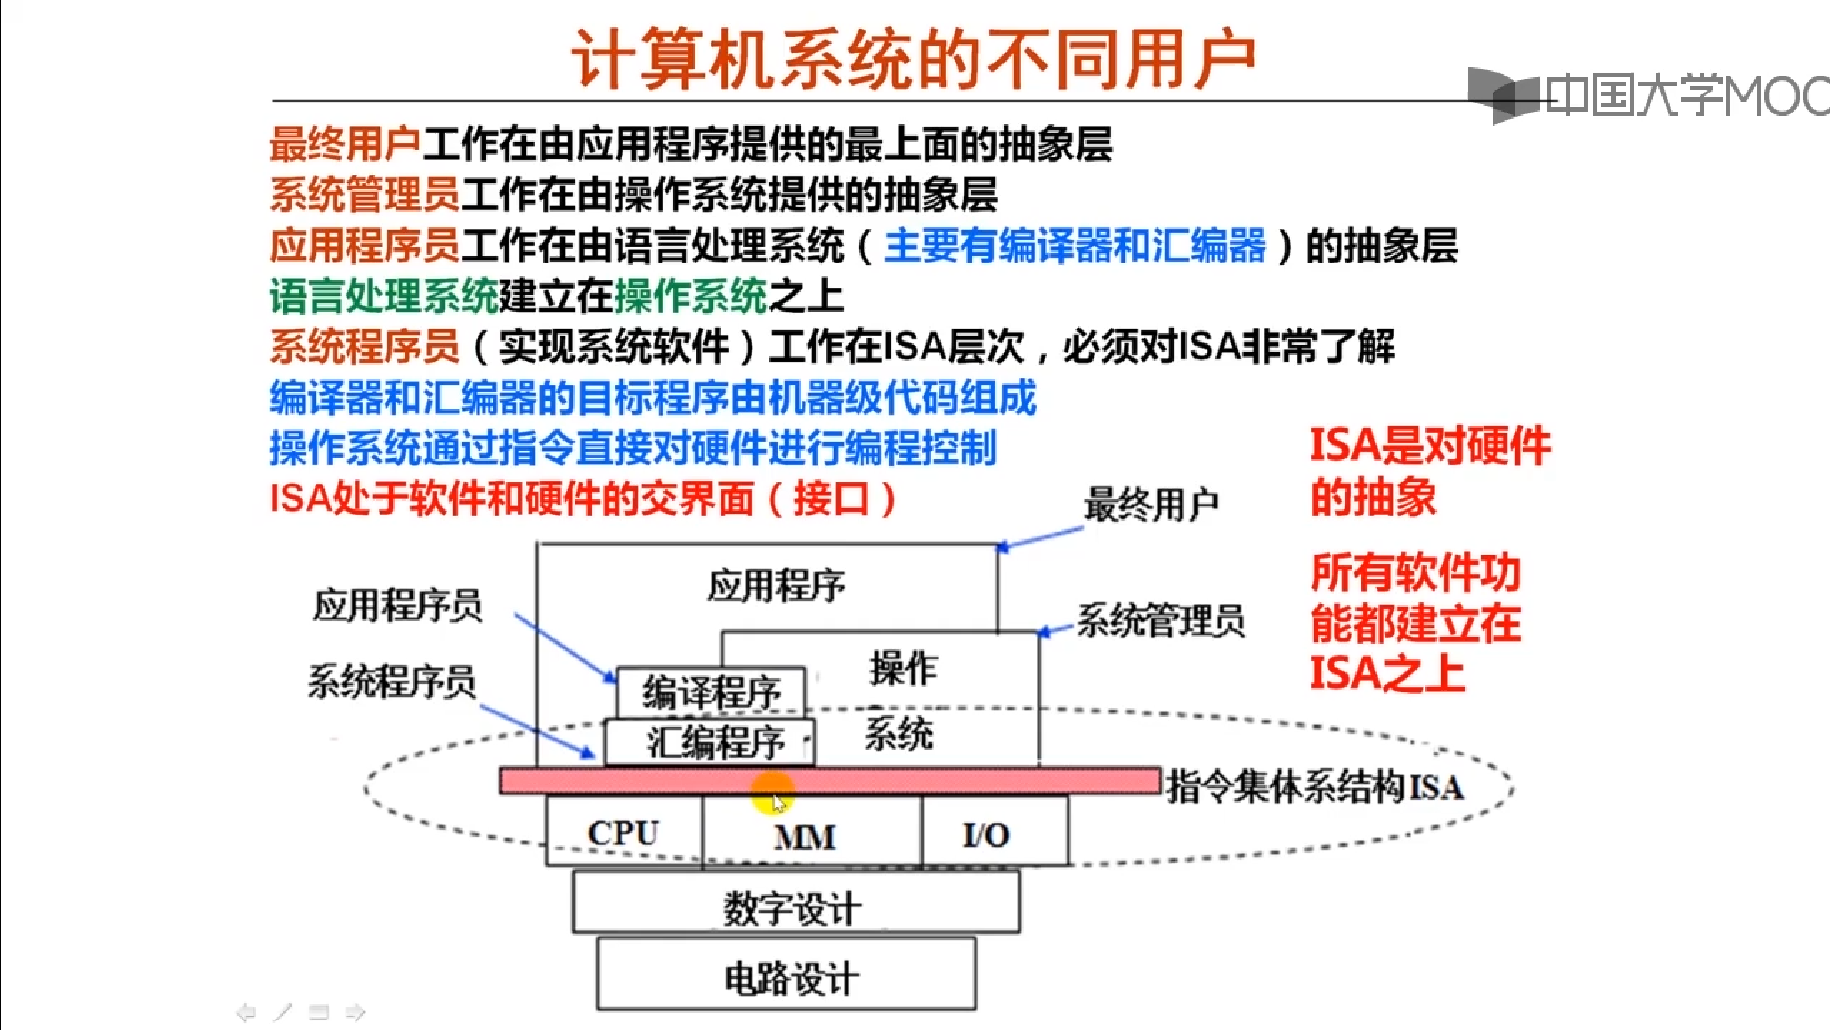 计算机系统的不同用户
中国大学MOO
最终用户工作在由应用程序提供的最上面的抽象层
系统管理员工作在由操作系统提供的抽象层
应用程序员工作在由语言处理系统（主要有编译器和汇编器）的抽象层
语言处理系统建立在操作系统之上
系统程序员（实现系统软件）工作在ISA层次，必须对ISA非常了解
编译器和汇编器的目标程序由机器级代码组成
操作系统通过指令直接对硬件进行编程控制
ISA处于软件和硬件的交界面（接口）
ISA是对硬件
的抽象
所有软件功
能都建立在
ISA之上
最终用户
应用程序
应用程序员
系统管理员
操作
系统程序员
编译程序
系统
汇编程序
指令集体系结构ISA
CPU
MM
I/O
数字设计
电路设计